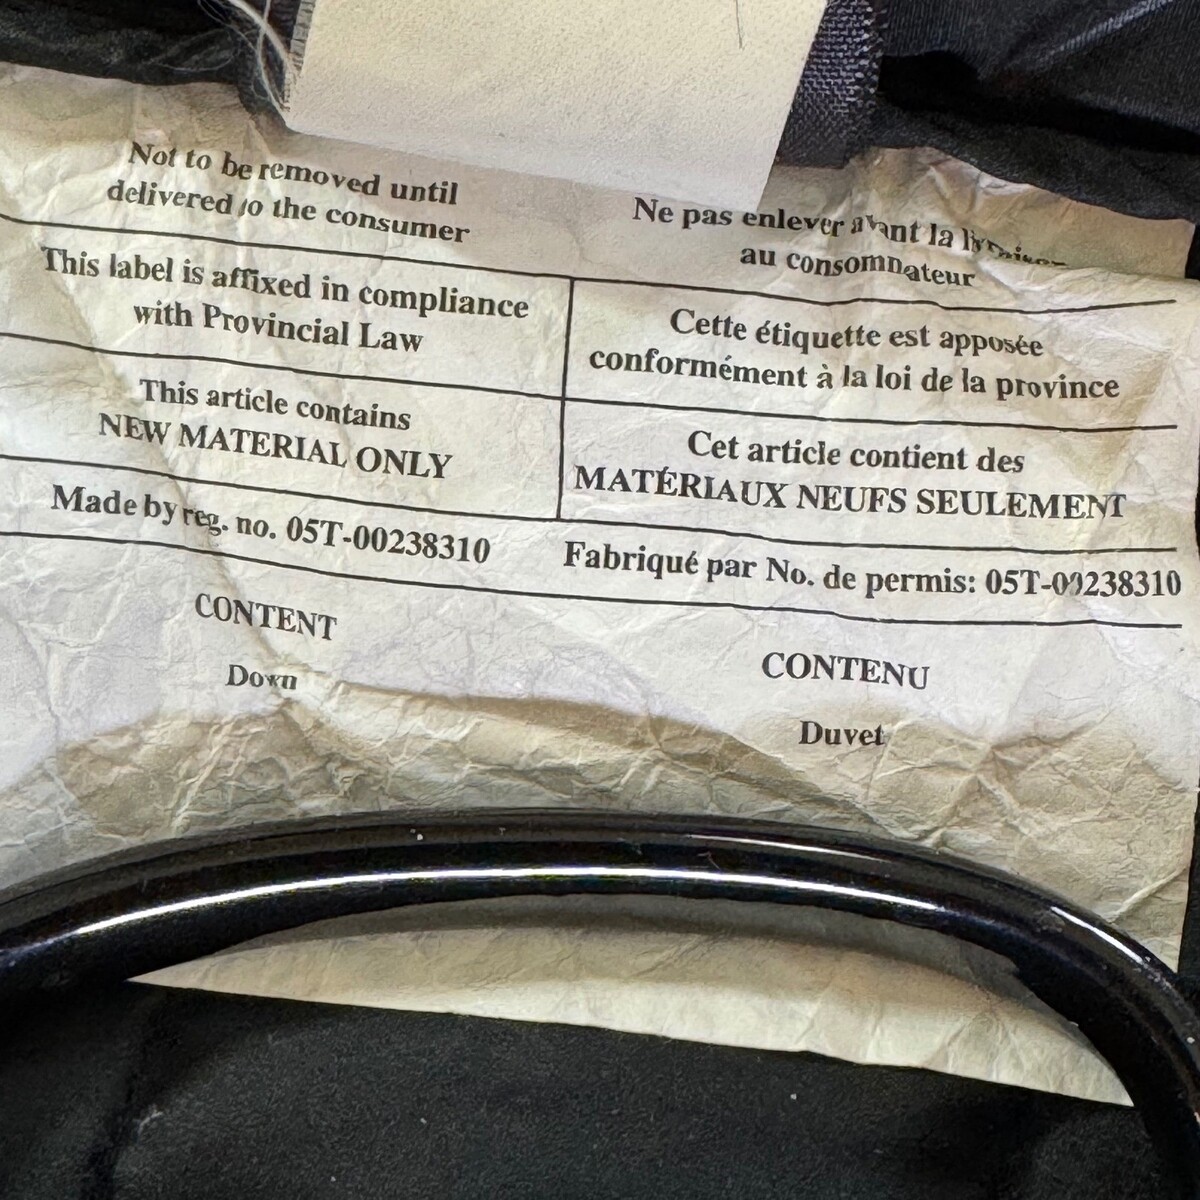 Not to be removed until
delivered to the consumer
Ne pas enlever avant la
au consommateur
This label is affixed in compliance
with Provincial Law
Cette étiquette est apposée
conformément à la loi de la province
This article contains
NEW MATERIAL ONLY
Cet article contient des
MATÉRIAUX NEUFS SEULEMENT
Made by reg. no. 05T-00238310
Fabriqué par No. de permis: 05T-00238310
CONTENT
Down
CONTENU
Duvet